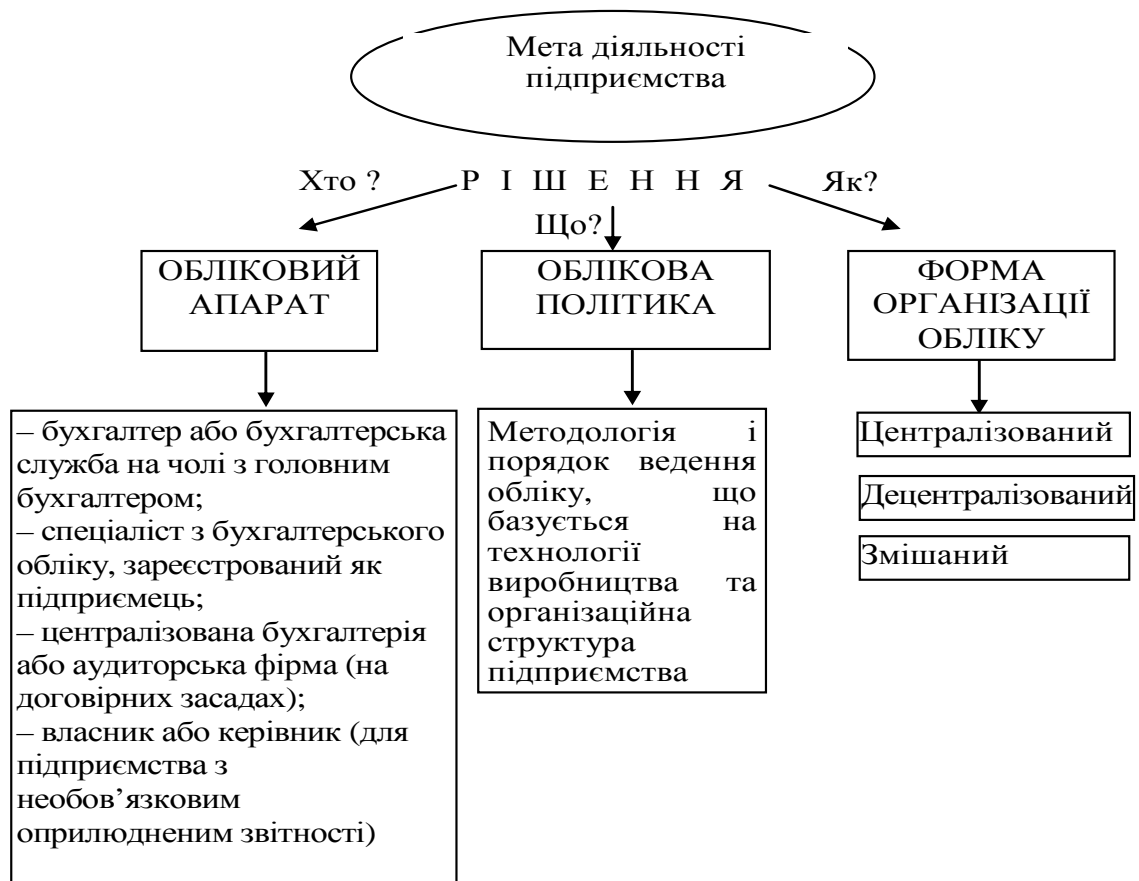 Мета діяльності
підприємства
Хто ? Р І Ш Е Н Н Я Як?
Що?
ОБЛІКОВИЙ
АПАРАТ
ОБЛІКОВА
ПОЛІТИКА
ФОРМА
ОРГАНІЗАЦІЇ
ОБЛІКУ
– бухгалтер або бухгалтерська
служба на чолі з головним
бухгалтером;
– спеціаліст з бухгалтерського
обліку, зареєстрований як
підприємець;
– централізована бухгалтерія
або аудиторська фірма (на
договірних засадах);
– власник або керівник (для
підприємства з
необов’язковим
оприлюдненим звітності)
Методологія і
порядок ведення
обліку, що
базується на
технології
виробництва та
організаційна
структура
підприємства
Централізований
Децентралізований
Змішаний